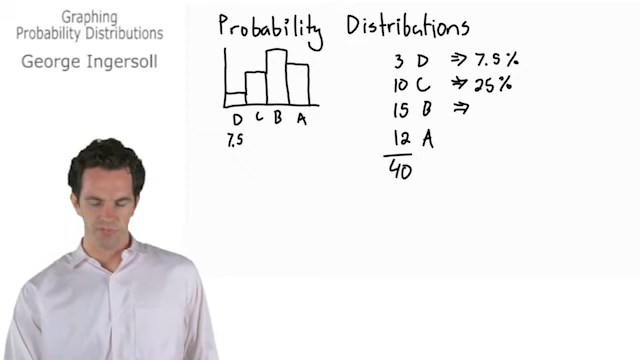 Graphing
Probability Distributions
George Ingersoll
Probability Distributions
D C B A
7.5
3 D ⇒ 7.5%
10 C ⇒ 25%
15 B ⇒
12 A
40